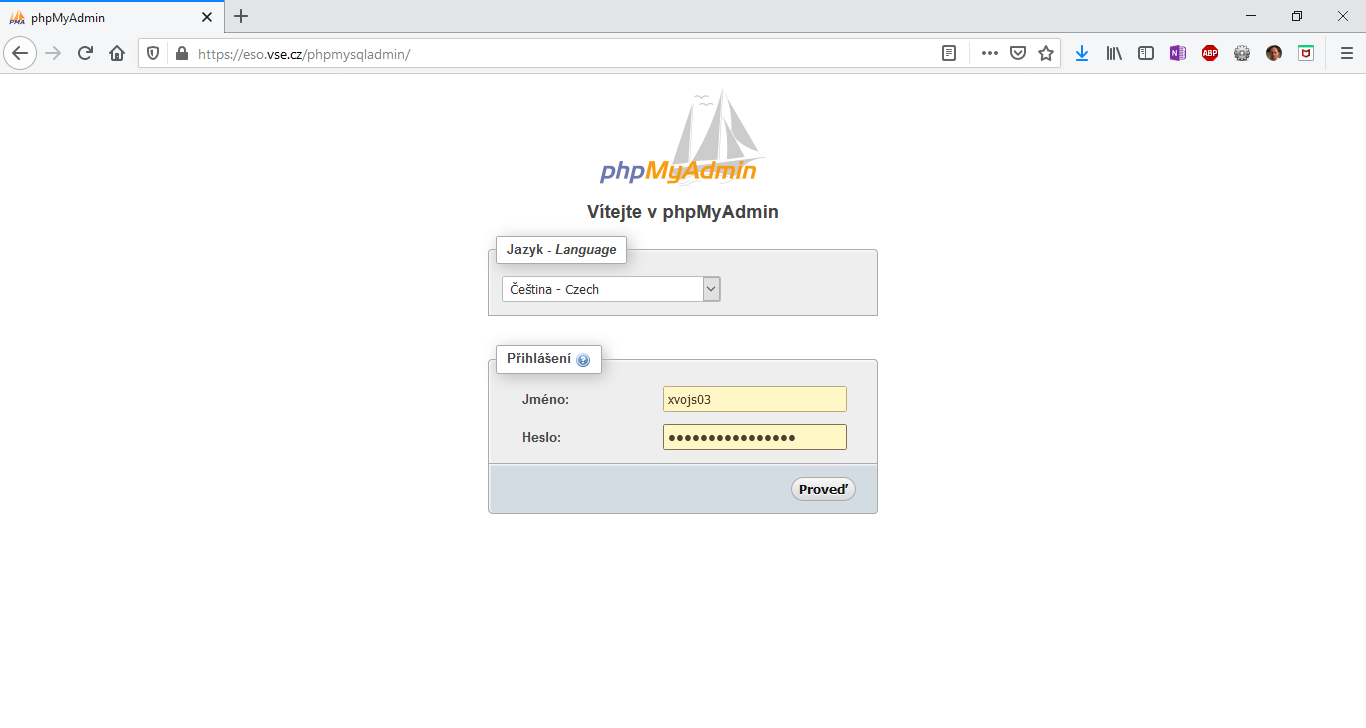 phpMyAdmin
https://eso.vse.cz/phpmysqladmin/
phpMyAdmin
Vítejte v phpMyAdmin
Jazyk - Language
Čeština - Czech
Přihlášení
Jméno: xvojs03
Heslo: ●●●●●●●●●●●●●●●●
Proveď